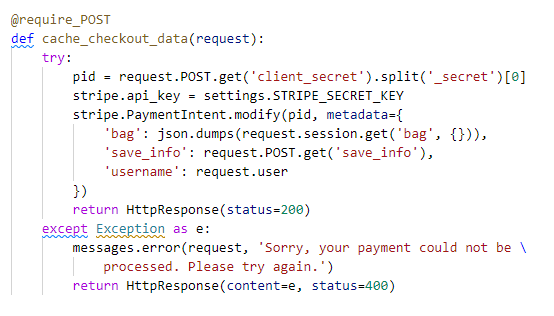 @require_POST
def cache_checkout_data(request):
    try:
        pid = request.POST.get('client_secret').split('_secret')[0]
        stripe.api_key = settings.STRIPE_SECRET_KEY
        stripe.PaymentIntent.modify(pid, metadata={
            'bag': json.dumps(request.session.get('bag', {})),
            'save_info': request.POST.get('save_info'),
            'username': request.user
        })
        return HttpResponse(status=200)
    except Exception as e:
        messages.error(request, 'Sorry, your payment could not be \
            processed. Please try again.')
        return HttpResponse(content=e, status=400)